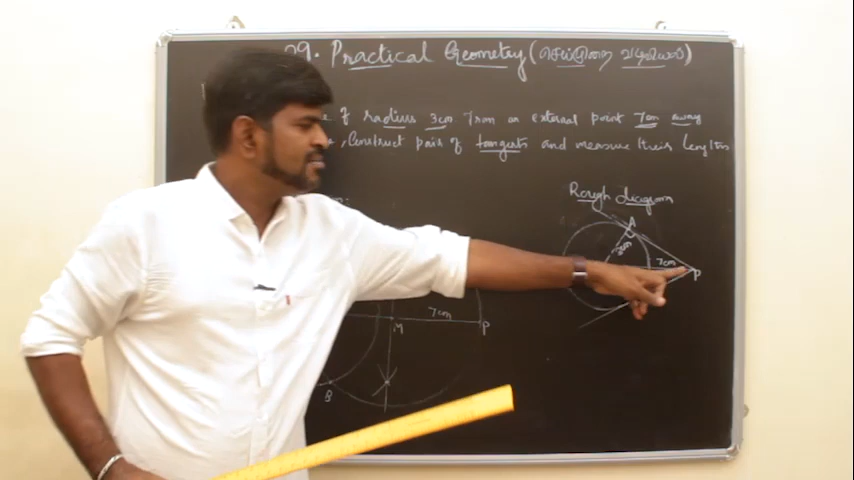 29. Practical Geometry (செய்முறை வடிவியல்)
e of radius 3cm from an external point 7cm away
, Construct pair of tangents and measure their lengths
Rough diagram
A
3cm
7cm
P
M
7cm
P
B